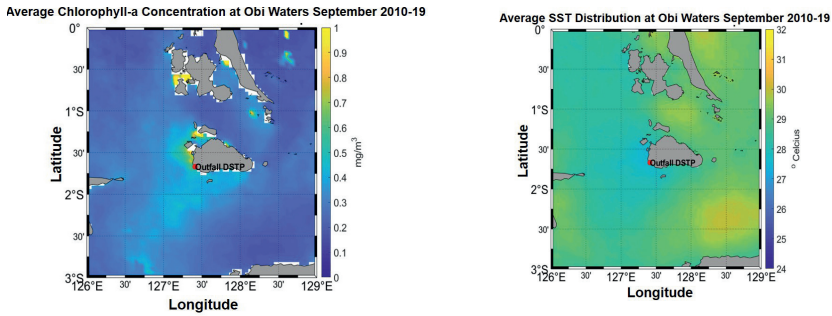 Average Chlorophyll-a Concentration at Obi Waters September 2010-19
0°
30'
1°S
30'
2°S
30'
3°S
126°E
30'
127°E
30'
128°E
30'
129°E
Latitude
Longitude
Outfall DSTP
1
0.9
0.8
0.7
0.6
0.5
0.4
0.3
0.2
0.1
0
mg/m³
Average SST Distribution at Obi Waters September 2010-19
0°
30'
1°S
30'
2°S
30'
3°S
126°E
30'
127°E
30'
128°E
30'
129°E
Latitude
Longitude
Outfall DSTP
32
31
30
29
28
27
26
25
24
° Celcius